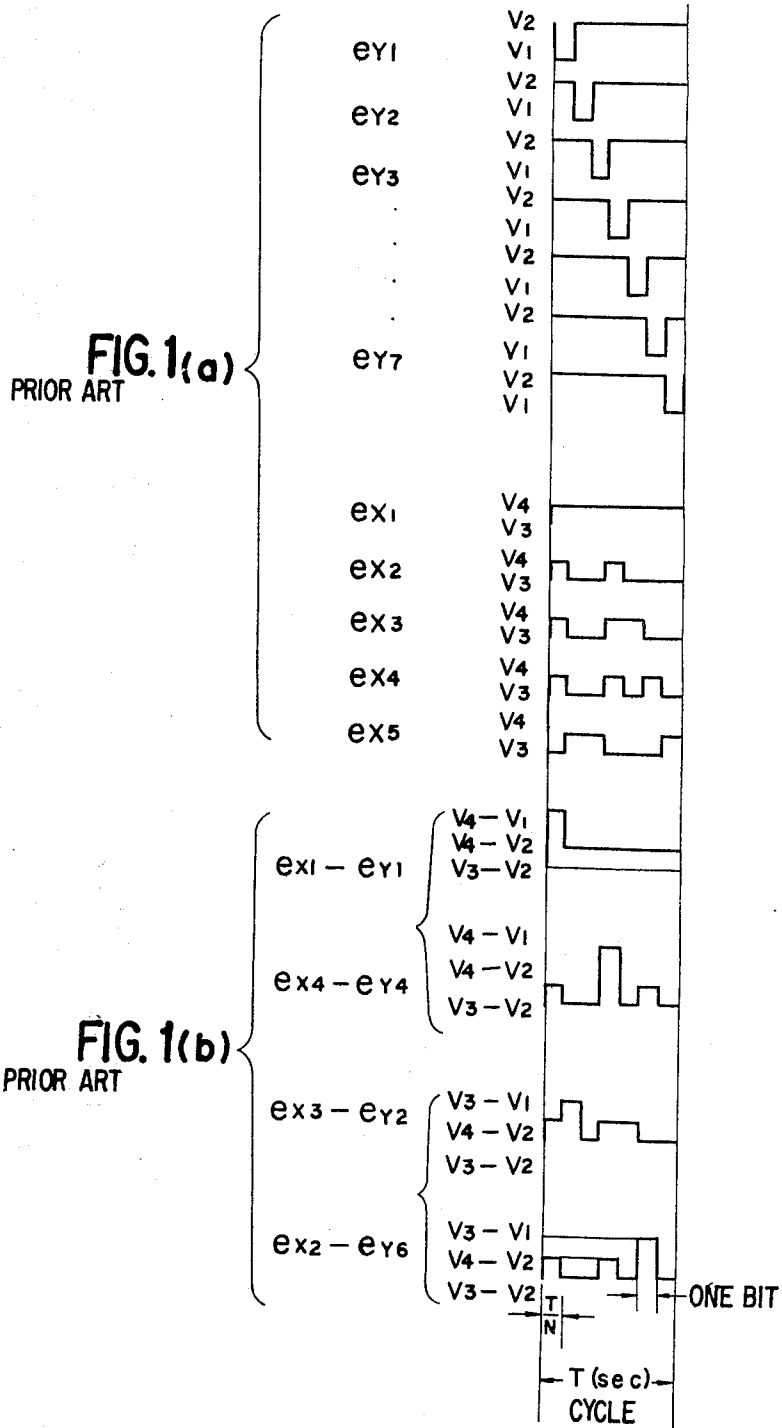 V2
eY1
V1
V2
eY2
V1
V2
eY3
V1
V2
V1
V2
V1
V2
FIG. 1(a)
PRIOR ART
eY7
V1
V2
V1
eX1
V4
V3
eX2
V4
V3
eX3
V4
V3
eX4
V4
V3
eX5
V4
V3
V4 - V1
eX1 - eY1
V4 - V2
V3 - V2
V4 - V1
eX4 - eY4
V4 - V2
V3 - V2
FIG. 1(b)
PRIOR ART
eX3 - eY2
V3 - V1
V4 - V2
V3 - V2
eX2 - eY6
V3 - V1
V4 - V2
V3 - V2
ONE BIT
T/N
T (sec)
CYCLE